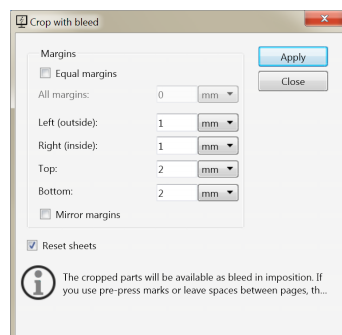 Crop with bleed
Margins
Equal margins
Apply
All margins: 0 mm
Close
Left (outside): 1 mm
Right (inside): 1 mm
Top: 2 mm
Bottom: 2 mm
Mirror margins
Reset sheets
The cropped parts will be available as bleed in imposition. If
you use pre-press marks or leave spaces between pages, th...